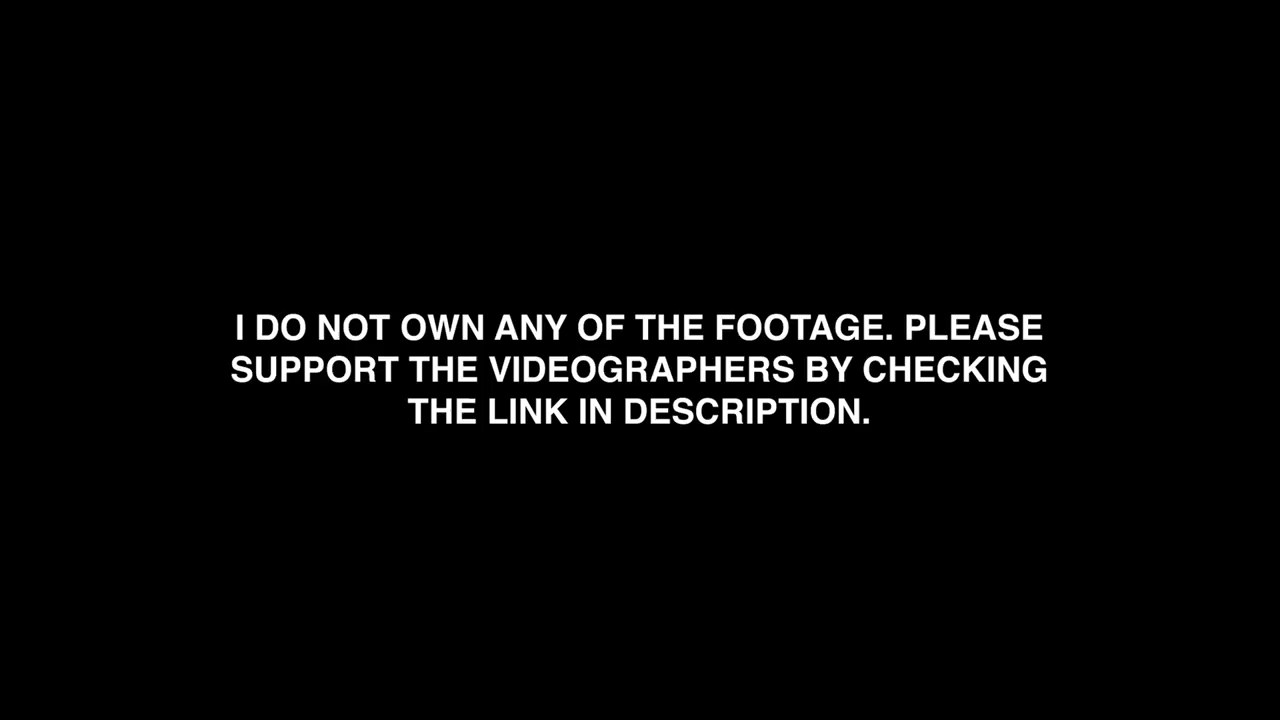 I DO NOT OWN ANY OF THE FOOTAGE. PLEASE
SUPPORT THE VIDEOGRAPHERS BY CHECKING
THE LINK IN DESCRIPTION.